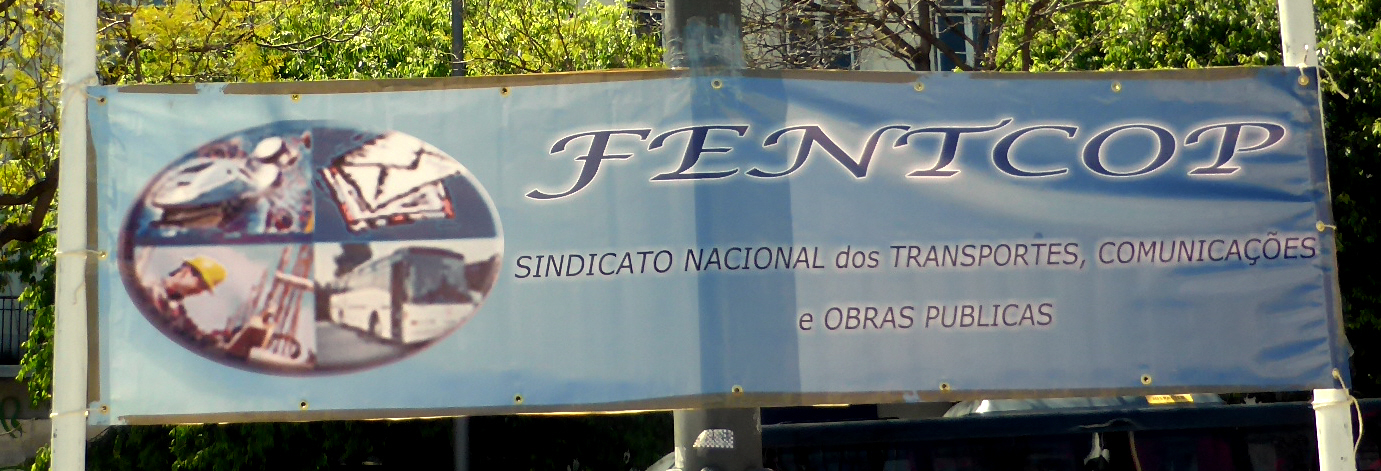 FENTCOP
SINDICATO NACIONAL dos TRANSPORTES, COMUNICAÇÕES
e OBRAS PUBLICAS